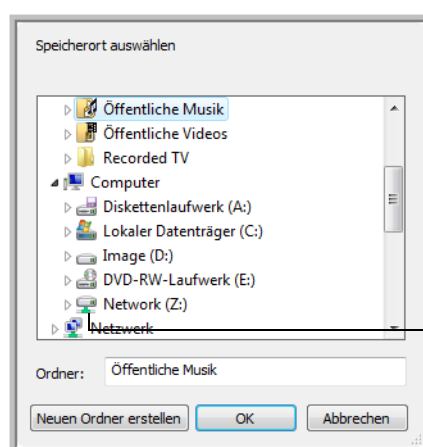 Speicherort auswählen
Öffentliche Musik
Öffentliche Videos
Recorded TV
Computer
Diskettenlaufwerk (A:)
Lokaler Datenträger (C:)
Image (D:)
DVD-RW-Laufwerk (E:)
Network (Z:)
Netzwerk
Ordner: Öffentliche Musik
Neuen Ordner erstellen OK Abbrechen